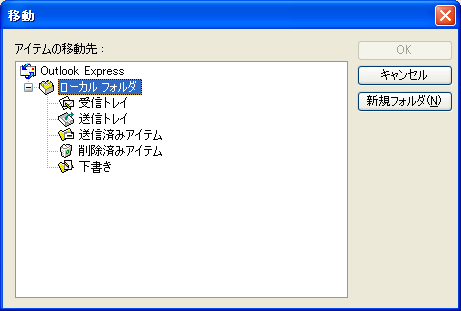 移動
アイテムの移動先：
OK
キャンセル
新規フォルダ(N)
Outlook Express
ローカル フォルダ
受信トレイ
送信トレイ
送信済みアイテム
削除済みアイテム
下書き